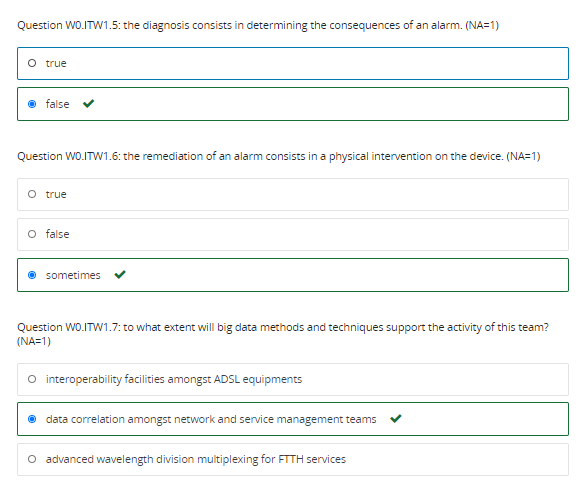 Question W0.ITW1.5: the diagnosis consists in determining the consequences of an alarm. (NA=1)
true
false
Question W0.ITW1.6: the remediation of an alarm consists in a physical intervention on the device. (NA=1)
true
false
sometimes
Question W0.ITW1.7: to what extent will big data methods and techniques support the activity of this team?
(NA=1)
interoperability facilities amongst ADSL equipments
data correlation amongst network and service management teams
advanced wavelength division multiplexing for FTTH services